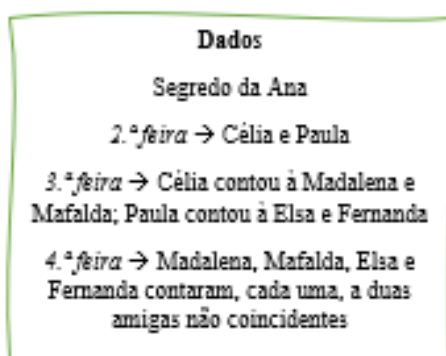 Dados
Segredo da Ana
2.ª feira → Célia e Paula
3.ª feira → Célia contou à Madalena e
Mafalda; Paula contou à Elsa e Fernanda
4.ª feira → Madalena, Mafalda, Elsa e
Fernanda contaram, cada uma, a duas
amigas não coincidentes